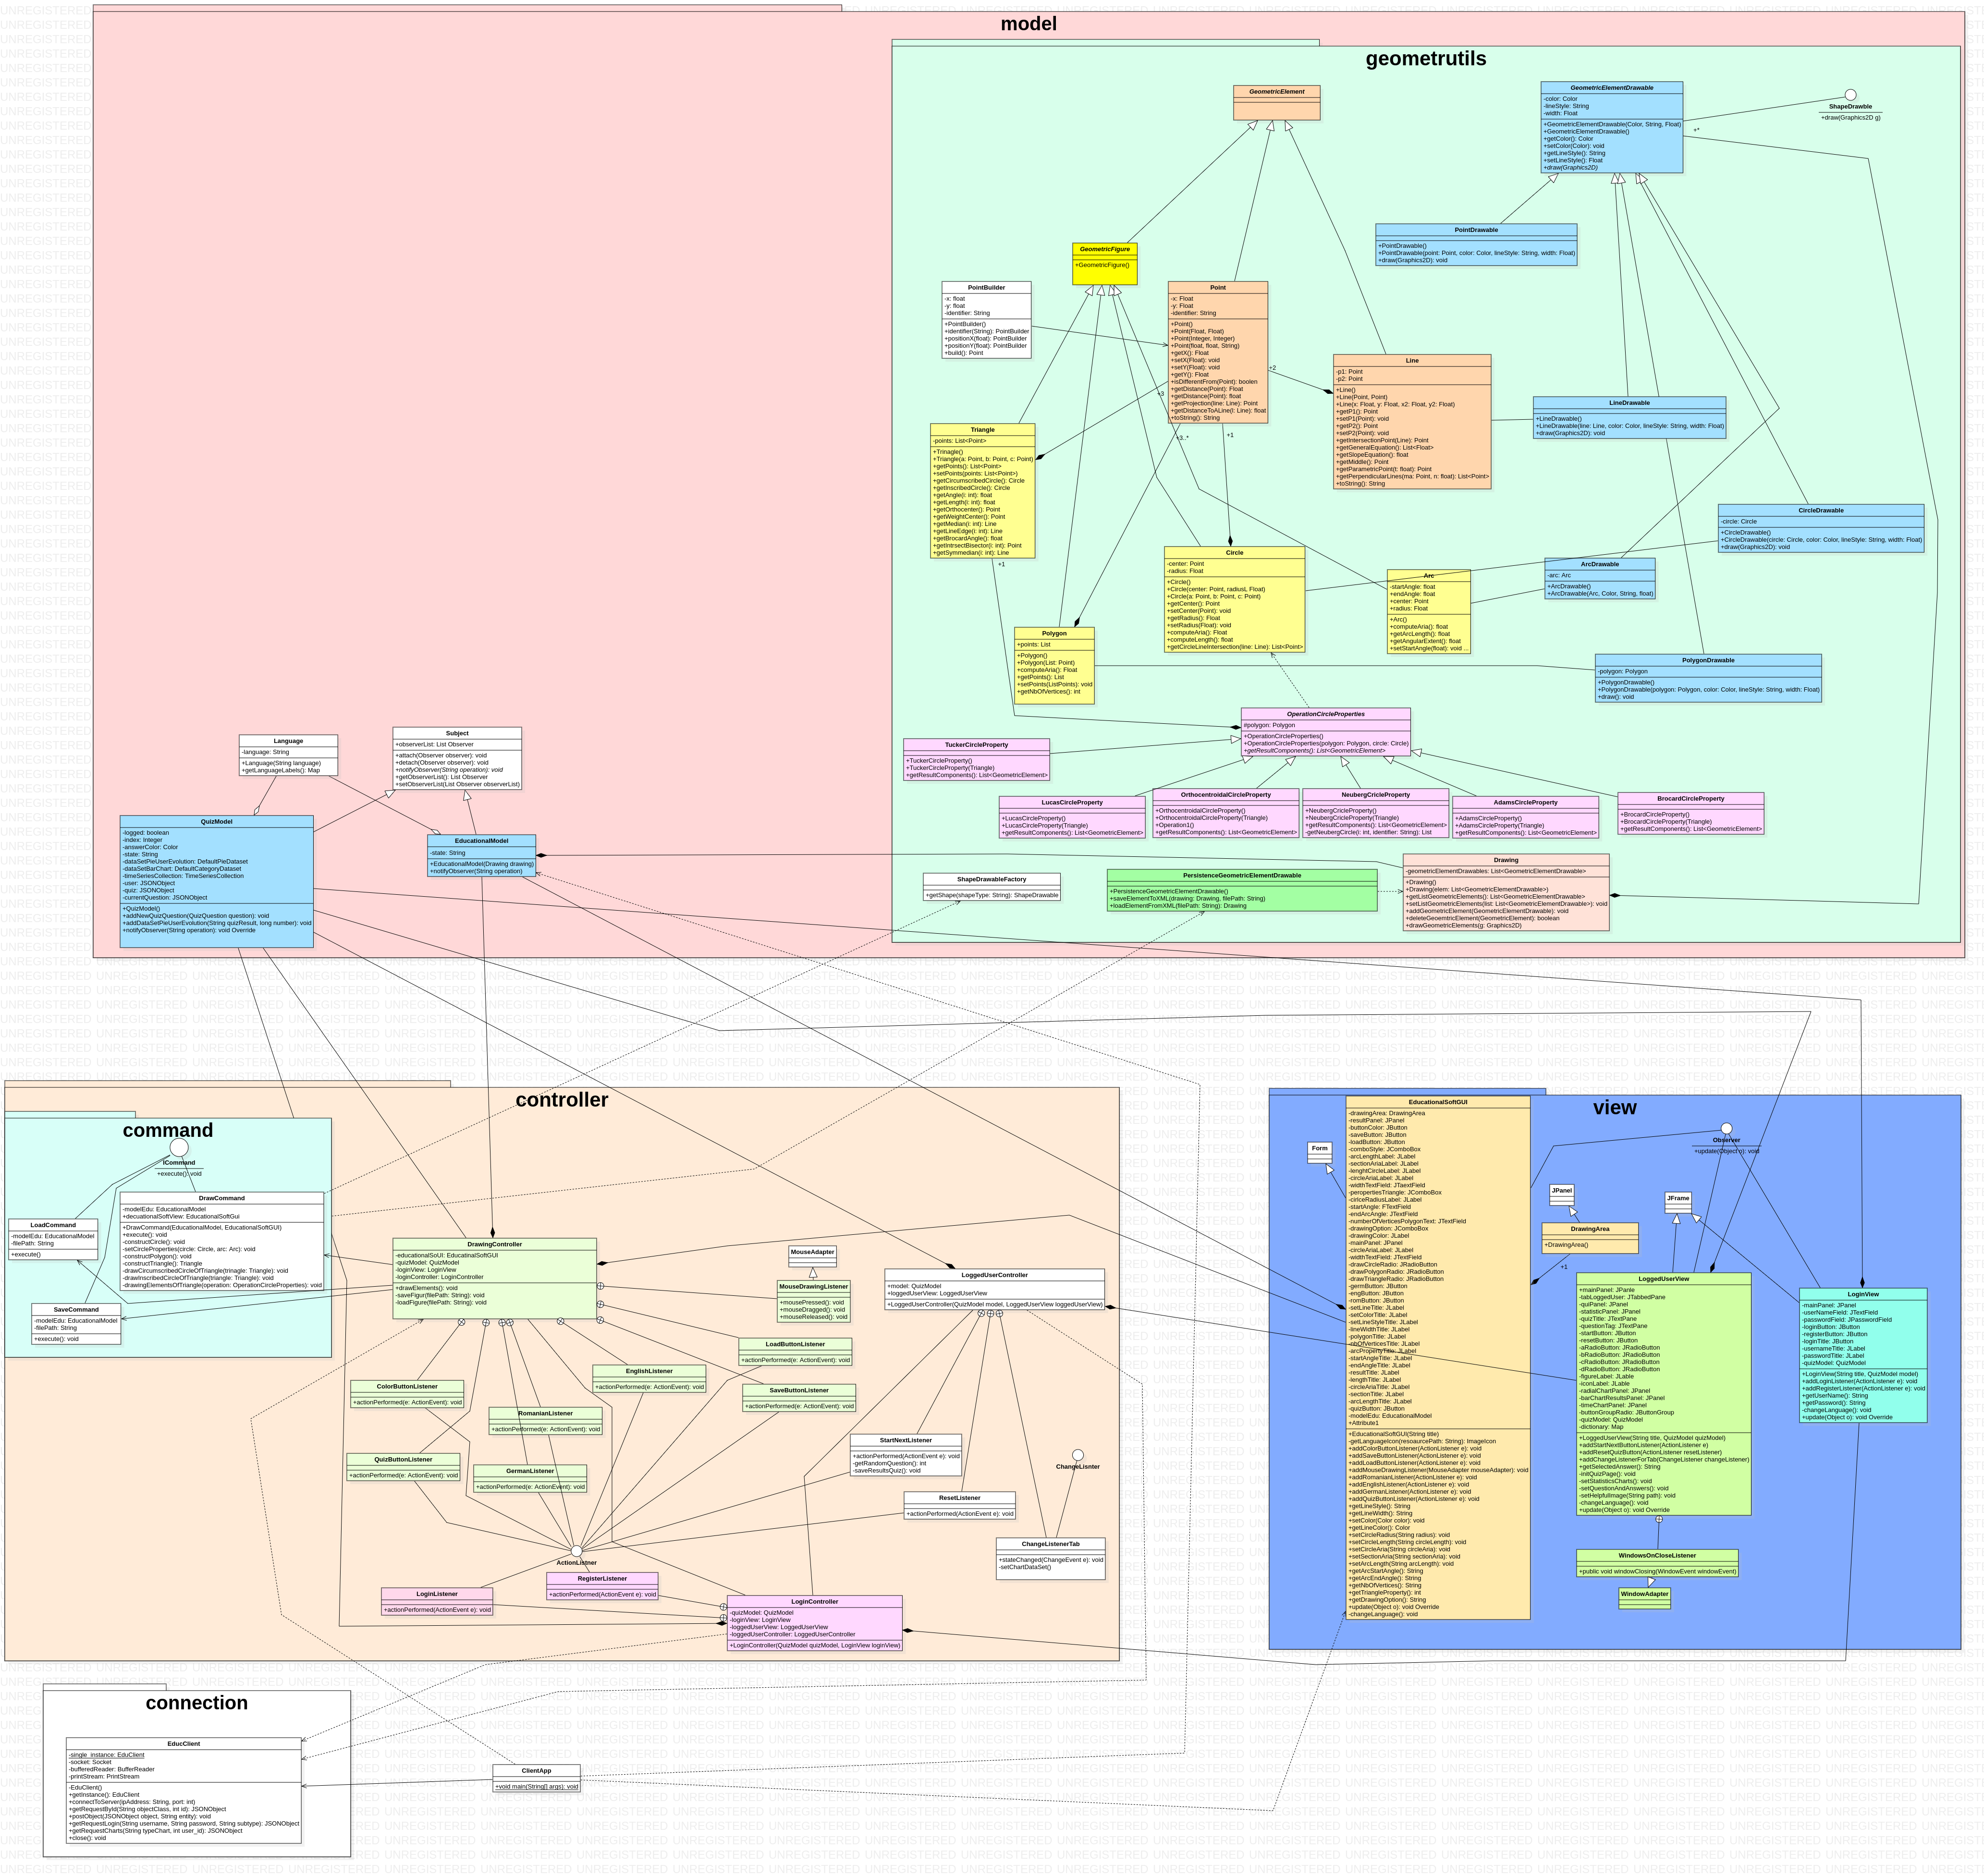 model
geometrutils
GeometricElement
GeometricElementDrawable
-color: Color
-lineStyle: String
-width: Float
+GeometricElementDrawable(Color, String, Float)
+GeometricElementDrawable()
+getColor(): Color
+setColor(Color): void
+getLineStyle(): String
+setLineStyle(): Float
+draw(Graphics2D)
ShapeDrawble
+draw(Graphics2D g)
+*
PointDrawable
+PointDrawable()
+PointDrawable(point: Point, color: Color, lineStyle: String, width: Float)
+draw(Graphics2D): void
GeometricFigure
+GeometricFigure()
PointBuilder
-x: float
-y: float
-identifier: String
+PointBuilder()
+identifier(String): PointBuilder
+positionX(float): PointBuilder
+positionY(float): PointBuilder
+build(): Point
Point
-x: Float
-y: Float
-identifier: String
+Point()
+Point(Float, Float)
+Point(Integer, Integer)
+Point(float, float, String)
+getX(): Float
+setX(Float): void
+setY(Float): void
+getY(): Float
+isDifferentFrom(Point): boolen
+getDistance(Point): Float
+getDistance(Point): float
+getProjection(line: Line): Point
+getDistanceToALine(l: Line): float
+toString(): String
+2
+3
+3..*
+1
Line
-p1: Point
-p2: Point
+Line()
+Line(Point, Point)
+Line(x: Float, y: Float, x2: Float, y2: Float)
+getP1(): Point
+setP1(Point): void
+getP2(): Point
+setP2(Point): void
+getIntersectionPoint(Line): Point
+getGeneralEquation(): List<Float>
+getSlopeEquation(): float
+getMiddle(): Point
+getParametricPoint(t: float): Point
+getPerpendicularLines(ma: Point, n: float): List<Point>
+toString(): String
LineDrawable
+LineDrawable()
+LineDrawable(line: Line, color: Color, lineStyle: String, width: Float)
+draw(Graphics2D): void
Triangle
-points: List<Point>
+Trinagle()
+Triangle(a: Point, b: Point, c: Point)
+getPoints(): List<Point>
+setPoints(points: List<Point>)
+getCircumscribedCircle(): Circle
+getInscribedCircle(): Circle
+getAngle(i: int): float
+getLength(i: int): float
+getOrthocenter(): Point
+getWeightCenter(): Point
+getMedian(i: int): Line
+getLineEdge(i: int): Line
+getBrocardAngle(): float
+getIntrsectBisector(i: int): Point
+getSymmedian(i: int): Line
+1
CircleDrawable
-circle: Circle
+CircleDrawable()
+CircleDrawable(circle: Circle, color: Color, lineStyle: String, width: Float)
+draw(Graphics2D): void
Circle
-center: Point
-radius: Float
+Circle()
+Circle(center: Point, radiusL Float)
+Circle(a: Point, b: Point, c: Point)
+getCenter(): Point
+setCenter(Point): void
+getRadius(): Float
+setRadius(Float): void
+computeAria(): Float
+computeLength(): float
+getCircleLineIntersection(line: Line): List<Point>
Arc
-startAngle: float
+endAngle: float
+center: Point
+radius: Float
+Arc()
+computeAria(): float
+getArcLength(): float
+getAngularExtent(): float
+setStartAngle(float): void ...
ArcDrawable
-arc: Arc
+ArcDrawable()
+ArcDrawable(Arc, Color, String, float)
Polygon
+points: List
+Polygon()
+Polygon(List: Point)
+computeAria(): Float
+getPoints(): List
+setPoints(ListPoints): void
+getNbOfVertices(): int
PolygonDrawable
-polygon: Polygon
+PolygonDrawable()
+PolygonDrawable(polygon: Polygon, color: Color, lineStyle: String, width: Float)
+draw(): void
OperationCircleProperties
#polygon: Polygon
+OperationCircleProperties()
+OperationCircleProperties(polygon: Polygon, circle: Circle)
+getResultComponents(): List<GeometricElement>
TuckerCircleProperty
+TuckerCircleProperty()
+TuckerCircleProperty(Triangle)
+getResultComponents(): List<GeometricElement>
LucasCircleProperty
+LucasCircleProperty()
+LucasCircleProperty(Triangle)
+getResultComponents(): List<GeometricElement>
OrthocentroidalCircleProperty
+OrthocentroidalCircleProperty()
+OrthocentroidalCircleProperty(Triangle)
+Operation1()
+getResultComponents(): List<GeometricElement>
NeubergCricleProperty
+NeubergCricleProperty()
+NeubergCricleProperty(Triangle)
+getResultComponents(): List<GeometricElement>
-getNeubergCircle(i: int, identifier: String): List
AdamsCircleProperty
+AdamsCircleProperty()
+AdamsCircleProperty(Triangle)
+getResultComponents(): List<GeometricElement>
BrocardCircleProperty
+BrocardCircleProperty()
+BrocardCircleProperty(Triangle)
+getResultComponents(): List<GeometricElement>
Language
-language: String
+Language(String language)
+getLanguageLabels(): Map
Subject
+observerList: List Observer
+attach(Observer observer): void
+detach(Observer observer): void
+notifyObserver(String operation): void
+getObserverList(): List Observer
+setObserverList(List Observer observerList)
QuizModel
-logged: boolean
-index: Integer
-answerColor: Color
-state: String
-dataSetPieUserEvolution: DefaultPieDataset
-dataSetBarChart: DefaultCategoryDataset
-timeSeriesCollection: TimeSeriesCollection
-user: JSONObject
-quiz: JSONObject
-currentQuestion: JSONObject
+QuizModel()
+addNewQuizQuestion(QuizQuestion question): void
+addDataSetPieUserEvolution(String quizResult, long number): void
+notifyObserver(String operation): void Override
EducationalModel
-state: String
+EducationalModel(Drawing drawing)
+notifyObserver(String operation)
ShapeDrawableFactory
+getShape(shapeType: String): ShapeDrawable
PersistenceGeometricElementDrawable
+PersistenceGeometricElementDrawable()
+saveElementToXML(drawing: Drawing, filePath: String)
+loadElementFromXML(filePath: String): Drawing
Drawing
-geometricElementDrawables: List<GeometricElementDrawable>
+Drawing()
+Drawing(elem: List<GeometricElementDrawable>)
+getListGeometricElements(): List<GeometricElementDrawable>
+setListGeometricElements(list: List<GeometricElementDrawable>): void
+addGeometricElement(GeometricElementDrawable): void
+deleteGeoemtricElement(GeometricElement): boolean
+drawGeometricElements(g: Graphics2D)
controller
command
ICommand
+execute(): void
DrawCommand
-modelEdu: EducationalModel
+decuationalSoftView: EducationalSoftGui
+DrawCommand(EducationalModel, EducationalSoftGUI)
+execute(): void
-constructCircle(): void
-setCircleProperties(circle: Circle, arc: Arc): void
-constructPolygon(): void
-constructTriangle(): Triangle
-drawCircumscribedCircleOfTriangle(trinagle: Triangle): void
-drawInscribedCircleOfTriangle(triangle: Triangle): void
-drawingElementsOfTriangle(operation: OperationCircleProperties): void
LoadCommand
-modelEdu: EducationalModel
-filePath: String
+execute()
SaveCommand
-modelEdu: EducationalModel
-filePath: String
+execute(): void
DrawingController
-educationalSoUI: EducatinalSoftGUI
-quizModel: QuizModel
-loginView: LoginView
-loginController: LoginController
+drawElements(): void
-saveFigur(filePath: String): void
-loadFigure(filePath: String): void
MouseAdapter
MouseDrawingListener
+mousePressed(): void
+mouseDragged(): void
+mouseReleased(): void
LoggedUserController
+model: QuizModel
+loggedUserView: LoggedUserView
+LoggedUserController(QuizModel model, LoggedUserView loggedUserView)
LoadButtonListener
+actionPerformed(e: ActionEvent): void
EnglishListener
+actionPerformed(e: ActionEvent): void
SaveButtonListener
+actionPerformed(e: ActionEvent): void
ColorButtonListener
+actionPerformed(e: ActionEvent): void
RomanianListener
+actionPerformed(e: ActionEvent): void
QuizButtonListener
+actionPerformed(e: ActionEvent): void
GermanListener
+actionPerformed(e: ActionEvent): void
StartNextListener
+actionPerformed(ActionEvent e): void
-getRandomQuestion(): int
-saveResultsQuiz(): void
ChangeLisnter
ResetListener
+actionPerformed(ActionEvent e): void
ChangeListenerTab
+stateChanged(ChangeEvent e): void
-setChartDataSet()
ActionListner
LoginListener
+actionPerformed(ActionEvent e): void
RegisterListener
+actionPerformed(ActionEvent e): void
LoginController
-quizModel: QuizModel
-loginView: LoginView
-loggedUserView: LoggedUserView
-loggedUserController: LoggedUserController
+LoginController(QuizModel quizModel, LoginView loginView)
view
Form
EducationalSoftGUI
-drawingArea: DrawingArea
-resultPanel: JPanel
-buttonColor: JButton
-saveButton: JButton
-loadButton: JButton
-comboStyle: JComboBox
-arcLengthLabel: JLabel
-sectionAriaLabel: JLabel
-lenghtCircleLabel: JLabel
-circleAriaLabel: JLabel
-widthTextField: JTaextField
-peropertiesTriangle: JComboBox
-cirlceRadiusLabel: JLabel
-startAngle: FTextField
-endArcAngle: JTextField
-numberOfVerticesPolygonText: JTextField
-drawingOption: JComboBox
-drawingColor: JLabel
-mainPanel: JPanel
-circleAriaLabel: JLabel
-widthTextField: JTextField
-drawCircleRadio: JRadioButton
-drawPolygonRadio: JRadioButton
-drawTriangleRadio: JRadioButton
-germButton: JButton
-engButton: JButton
-romButton: JButton
-setLineTitle: JLabel
-setColorTitle: JLabel
-setLineStyleTitle: JLabel
-lineWidthTitle: JLabel
-polygonTitle: JLabel
-nbOfVerticesTitle: JLabel
-arcPropertyTitle: JLabel
-startAngleTitle: JLabel
-endAngleTitle: JLabel
-resultTitle: JLabel
-lengthTitle: JLabel
-circleAriaTitle: JLabel
-sectionTitle: JLabel
-arcLengthTitle: JLabel
-quizButton: JButton
-modelEdu: EducationalModel
+Attribute1
+EducationalSoftGUI(String title)
-getLanguageIcon(resoaurcePath: String): ImageIcon
+addColorButtonListener(ActionListener e): void
+addSaveButtonListener(ActionListener e): void
+addLoadButtonListener(ActionListener e): void
+addMouseDrawingListener(MouseAdapter mouseAdapter): void
+addRomanianListener(ActionListener e): void
+addEnglishListener(ActionListener e): void
+addGermanListener(ActionListener e): void
+addQuizButtonListener(ActionListener e): void
+getLineStyle(): String
+getLineWidth(): String
+setColor(Color color): void
+getLineColor(): Color
+setCircleRadius(String radius): void
+setCircleLength(String circleLength): void
+setCircleAria(String circleAria): void
+setSectionAria(String sectionAria): void
+setArcLength(String arcLength): void
+getArcStartAngle(): String
+getArcEndAngle(): String
+getNbOfVertices(): String
+getTriangleProperty(): int
+getDrawingOption(): String
+update(Object o): void Override
-changeLanguage(): void
Observer
+update(Object o): void
JPanel
JFrame
DrawingArea
+DrawingArea()
+1
LoggedUserView
+mainPanel: JPanle
-tabLoggedUser: JTabbedPane
-quiPanel: JPanel
-statisticPanel: JPanel
-quizTitle: JTextPane
-questionTag: JTextPane
-startButton: JButton
-resetButton: JButton
-aRadioButton: JRadioButton
-bRadioButton: JRadioButton
-cRadioButton: JRadioButton
-dRadioButton: JRadioButton
-figureLabel: JLable
-iconLabel: JLable
-radialChartPanel: JPanel
-barChartResultsPanel: JPanel
-timeChartPanel: JPanel
-buttonGroupRadio: JButtonGroup
-quizModel: QuizModel
-dictionary: Map
+LoggedUserView(String title, QuizModel quizModel)
+addStartNextButtonListener(ActionListener e)
+addResetQuizButton(ActionListener resetListener)
+addChangeListenerForTab(ChangeListener changeListener)
+getSelectedAnswer(): String
-initQuizPage(): void
-setStatisticsCharts(): void
-setQuestionAndAnswers(): void
-setHelpfulImage(String path): void
-changeLanguage(): void
+update(Object o): void Override
LoginView
-mainPanel: JPanel
-userNameField: JTextField
-passwordField: JPasswordField
-loginButton: JButton
-registerButton: JButton
-loginTitle: JButton
-usernameTitle: JLabel
-passwordTitle: JLabel
-quizModel: QuizModel
+LoginView(String title, QuizModel model)
+addLoginListener(ActionListener e): void
+addRegisterListener(ActionListener e): void
+getUserName(): String
+getPassword(): String
-changeLanguage(): void
+update(Object o): void Override
WindowsOnCloseListener
+public void windowClosing(WindowEvent windowEvent)
WindowAdapter
connection
EducClient
-single_instance: EduClient
-socket: Socket
-bufferedReader: BufferReader
-printStream: PrintStream
-EduClient()
+getInstance(): EduClient
+connectToServer(ipAddress: String, port: int)
+getRequestById(String objectClass, int id): JSONObject
+postObject(JSONObject object, String entity): void
+getRequestLogin(String username, String password, String subtype): JSONObject
+getRequestCharts(String typeChart, int user_id): JSONObject
+close(): void
ClientApp
+void main(String[] args): void